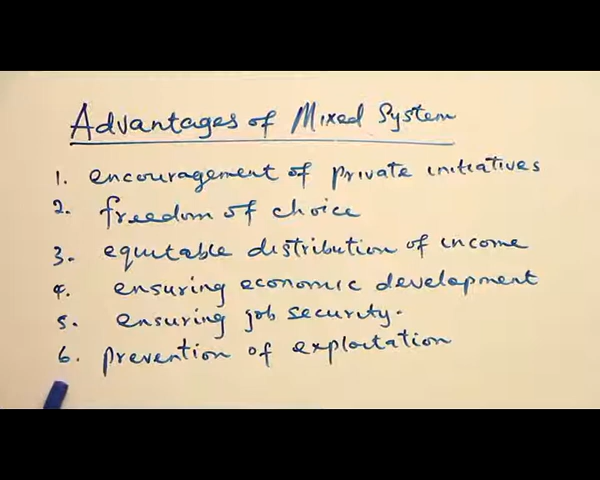 Advantages of Mixed System
1. encouragement of private initiatives
2. freedom of choice
3. equitable distribution of income
4. ensuring economic development
5. ensuring job security.
6. prevention of exploitation